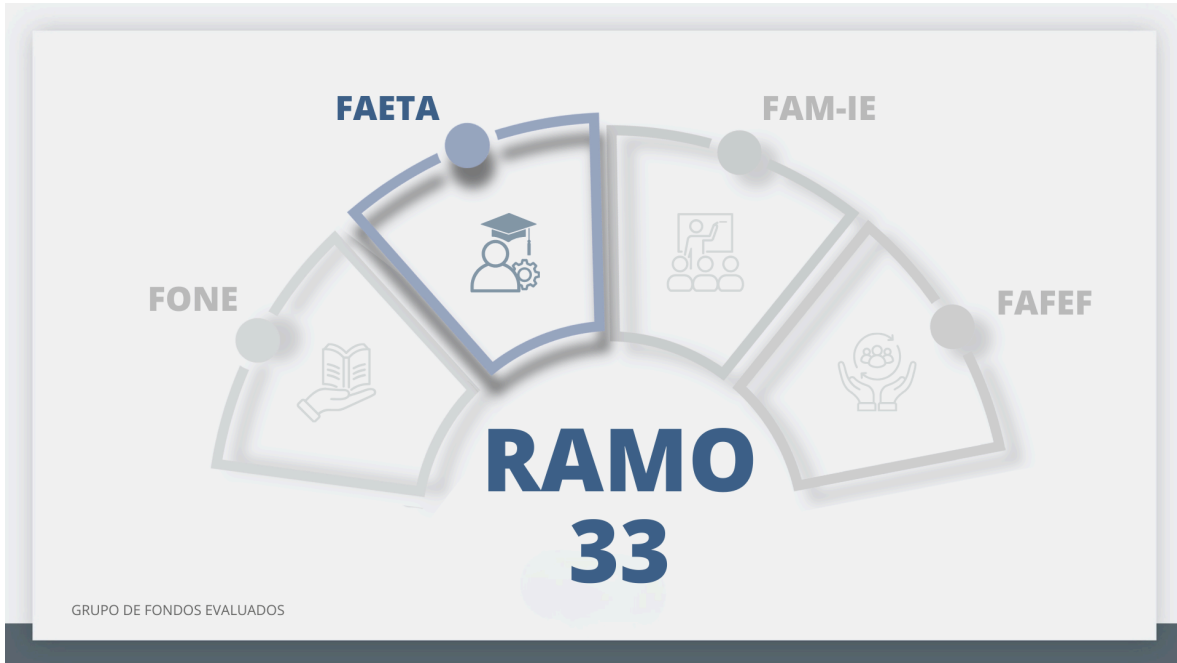 FAETA
FAM-IE
FONE
FAFEF
RAMO
33
GRUPO DE FONDOS EVALUADOS